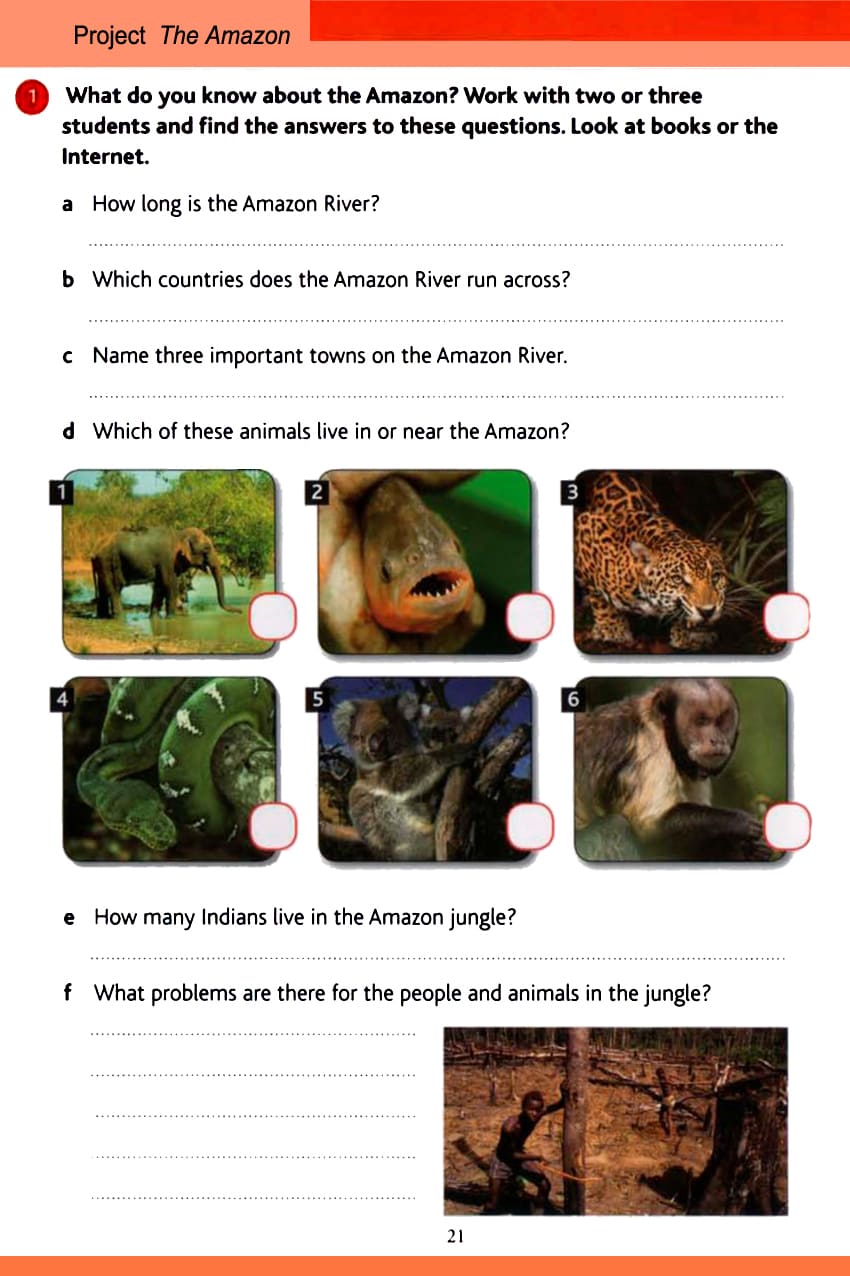 Project The Amazon
1 What do you know about the Amazon? Work with two or three
students and find the answers to these questions. Look at books or the
Internet.
a How long is the Amazon River?
b Which countries does the Amazon River run across?
c Name three important towns on the Amazon River.
d Which of these animals live in or near the Amazon?
1 2 3
4 5 6
e How many Indians live in the Amazon jungle?
f What problems are there for the people and animals in the jungle?
21